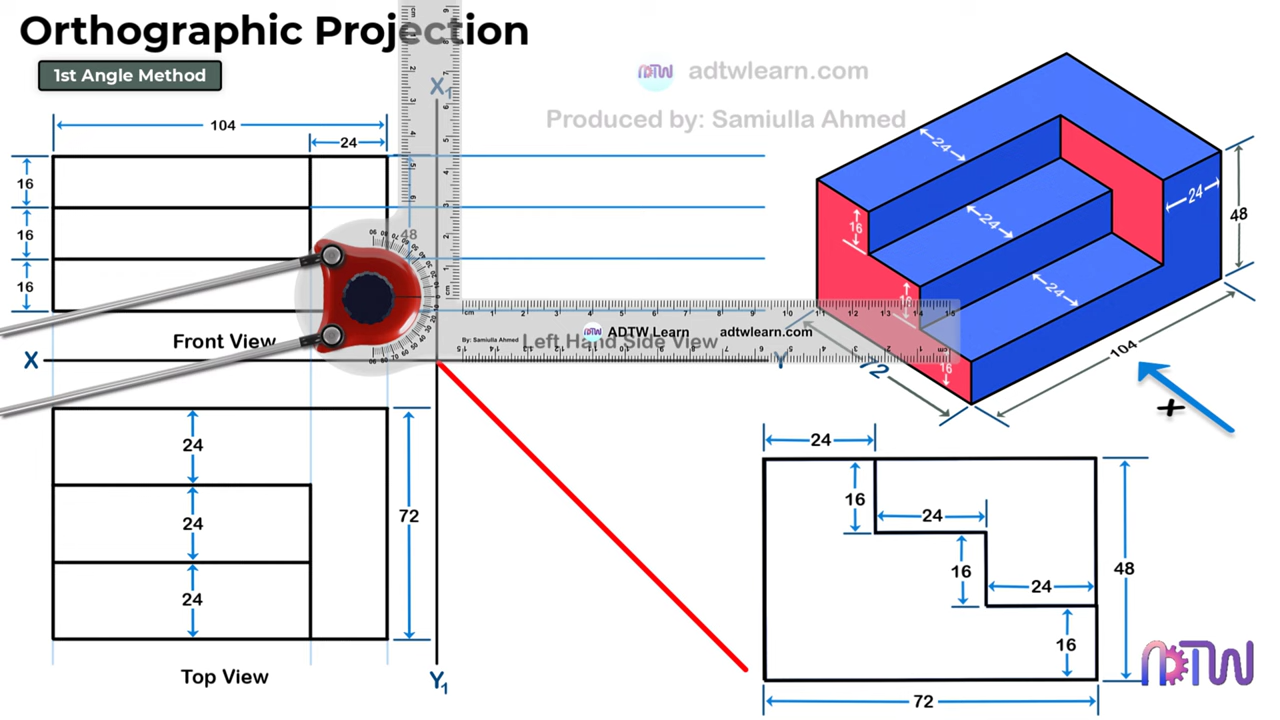 Orthographic Projection
1st Angle Method
adtwlearn.com
Produced by: Samiulla Ahmed
X1
104
24
16
16
16
48
Front View
Left Hand Side View
X
Y
ADTW Learn
adtwlearn.com
By: Samiulla Ahmed
24
24
24
72
Top View
Y1
24
24
24
24
16
16
16
48
72
104
X
24
16
24
16
24
16
48
72
ADTW